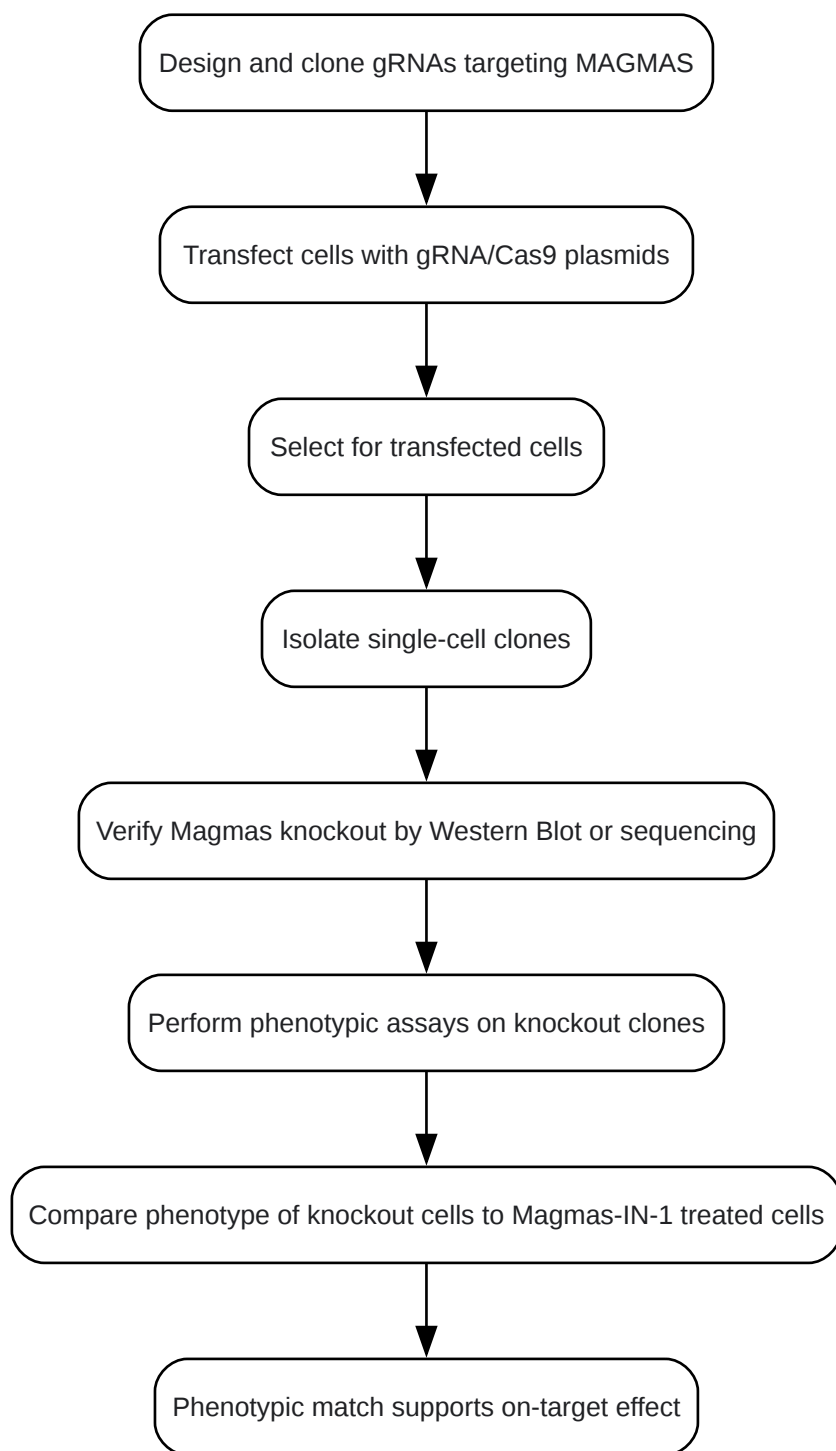 Design and clone gRNAs targeting MAGMAS
Transfect cells with gRNA/Cas9 plasmids
Select for transfected cells
Isolate single-cell clones
Verify Magmas knockout by Western Blot or sequencing
Perform phenotypic assays on knockout clones
Compare phenotype of knockout cells to Magmas-IN-1 treated cells
Phenotypic match supports on-target effect